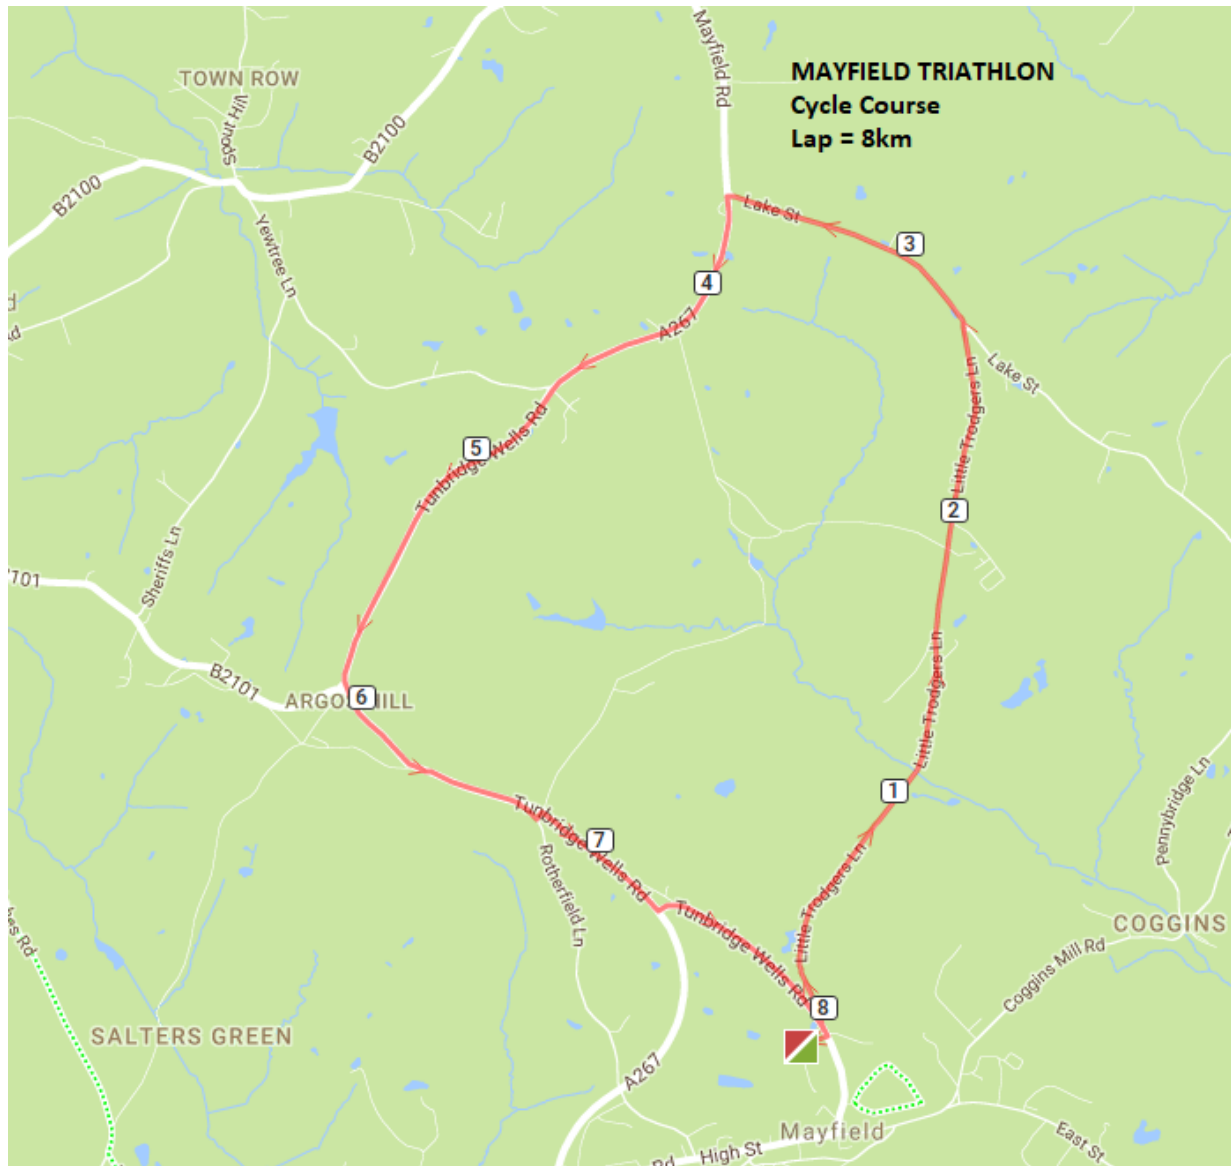 MAYFIELD TRIATHLON
Cycle Course
Lap = 8km
Mayfield Rd
TOWN ROW
Spout Hill
B2100
B2100
Yewtree Ln
Lake St
3
4
A267
Lake St
Little Trodgers Ln
5
Tunbridge Wells Rd
2
Sheriffs Ln
B2101
ARGOS HILL
6
Little Trodgers Ln
1
Pennybridge Ln
Tunbridge Wells Rd
7
Rotherfield Ln
Little Trodgers Ln
Tunbridge Wells Rd
COGGINS
Coggins Mill Rd
8
SALTERS GREEN
A267
Mayfield
High St
Rd
East St